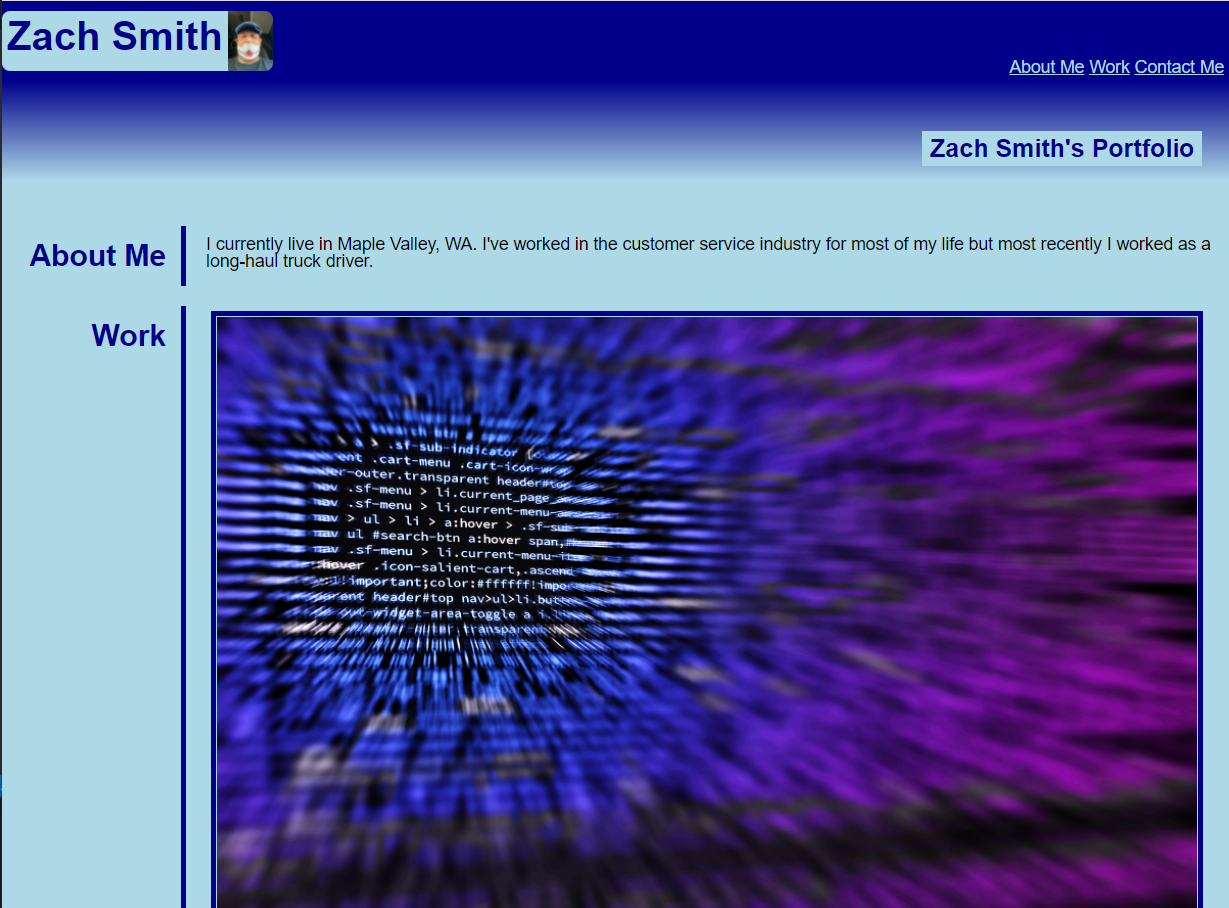 Zach Smith
About Me Work Contact Me
Zach Smith's Portfolio
About Me
I currently live in Maple Valley, WA. I've worked in the customer service industry for most of my life but most recently I worked as a
long-haul truck driver.
Work
.sf-sub-indicator
.cart-menu .cart-icon-wrap
outer.transparent header#top
nav .sf-menu > li.current_page
nav .sf-menu > li.current-menu
nav > ul > li > a:hover > .sf-sub
nav ul #search-btn a:hover span,
nav .sf-menu > li.current-menu
:hover .icon-salient-cart,.ascend
!important;color:#ffffff!impo
header#top nav>ul>li.but
widget-area-toggle a i
transparent